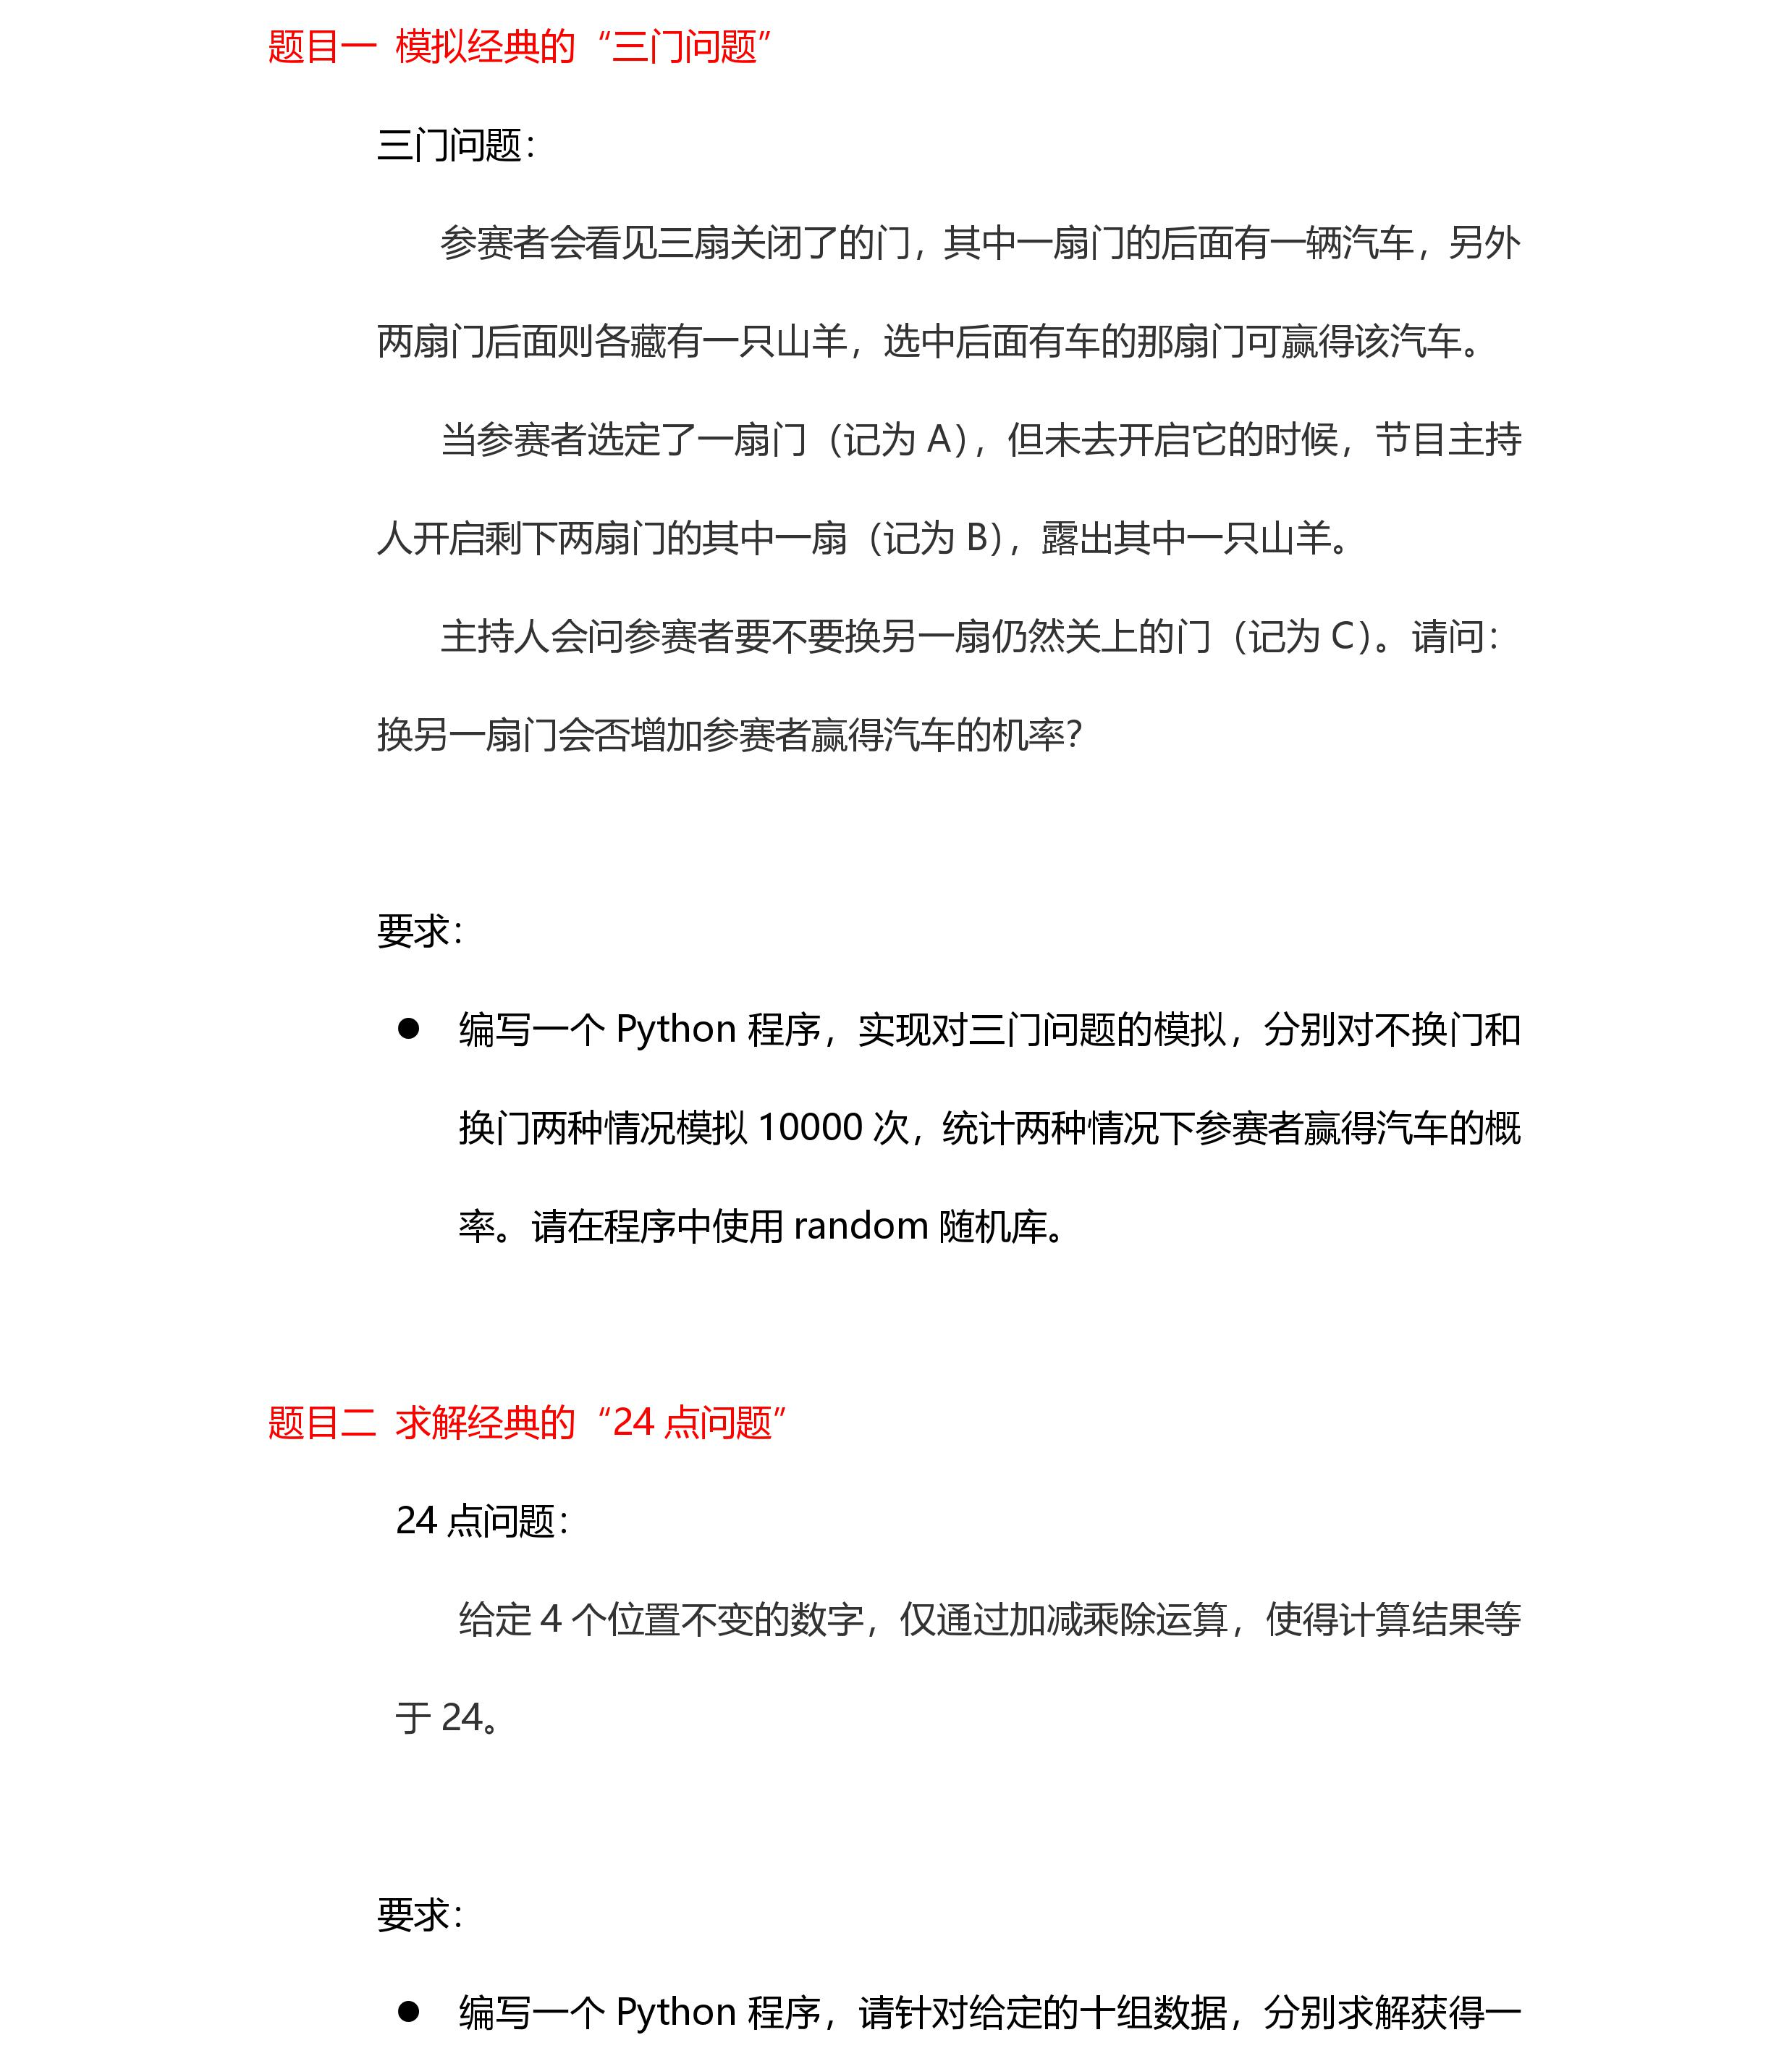 题目一 模拟经典的“三门问题”
三门问题：
参赛者会看见三扇关闭了的门，其中一扇门的后面有一辆汽车，另外
两扇门后面则各藏有一只山羊，选中后面有车的那扇门可赢得该汽车。
当参赛者选定了一扇门（记为 A），但未去开启它的时候，节目主持
人开启剩下两扇门的其中一扇（记为 B），露出其中一只山羊。
主持人会问参赛者要不要换另一扇仍然关上的门（记为 C）。请问：
换另一扇门会否增加参赛者赢得汽车的机率？
要求：
● 编写一个 Python 程序，实现对三门问题的模拟，分别对不换门和
换门两种情况模拟 10000 次，统计两种情况下参赛者赢得汽车的概
率。请在程序中使用 random 随机库。
题目二 求解经典的“24 点问题”
24 点问题：
给定 4 个位置不变的数字，仅通过加减乘除运算，使得计算结果等
于 24。
要求：
● 编写一个 Python 程序，请针对给定的十组数据，分别求解获得一